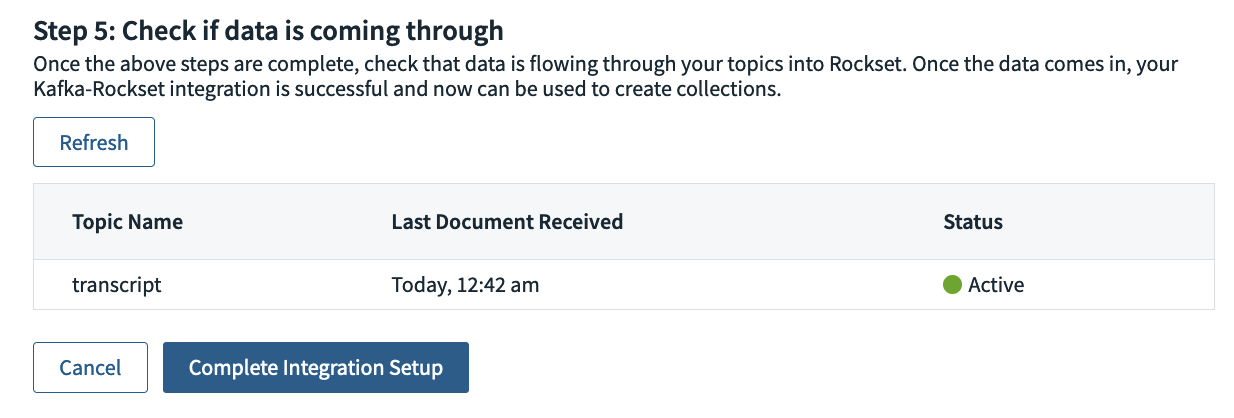 Step 5: Check if data is coming through
Once the above steps are complete, check that data is flowing through your topics into Rockset. Once the data comes in, your
Kafka-Rockset integration is successful and now can be used to create collections.
Refresh
Topic Name Last Document Received Status
transcript Today, 12:42 am Active
Cancel Complete Integration Setup